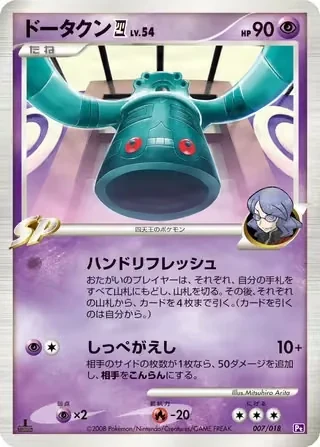 ドータクン四 LV.54 HP 90
たね
四天王のポケモン
SP
ハンドリフレッシュ
おたがいのプレイヤーは、それぞれ、自分の手札を
すべて山札にもどし、山札を切る。その後、それぞれ
の山札から、カードを4枚まで引く。(カードを引く
のは自分から。)
しっぺがえし 10+
相手のサイドの枚数が1枚なら、50ダメージを追加
し、相手をこんらんにする。
Illus.Mitsuhiro Arita
弱点 ×2 抵抗力 -20 にげる
©2008 Pokémon/Nintendo/Creatures/GAME FREAK. 007/018